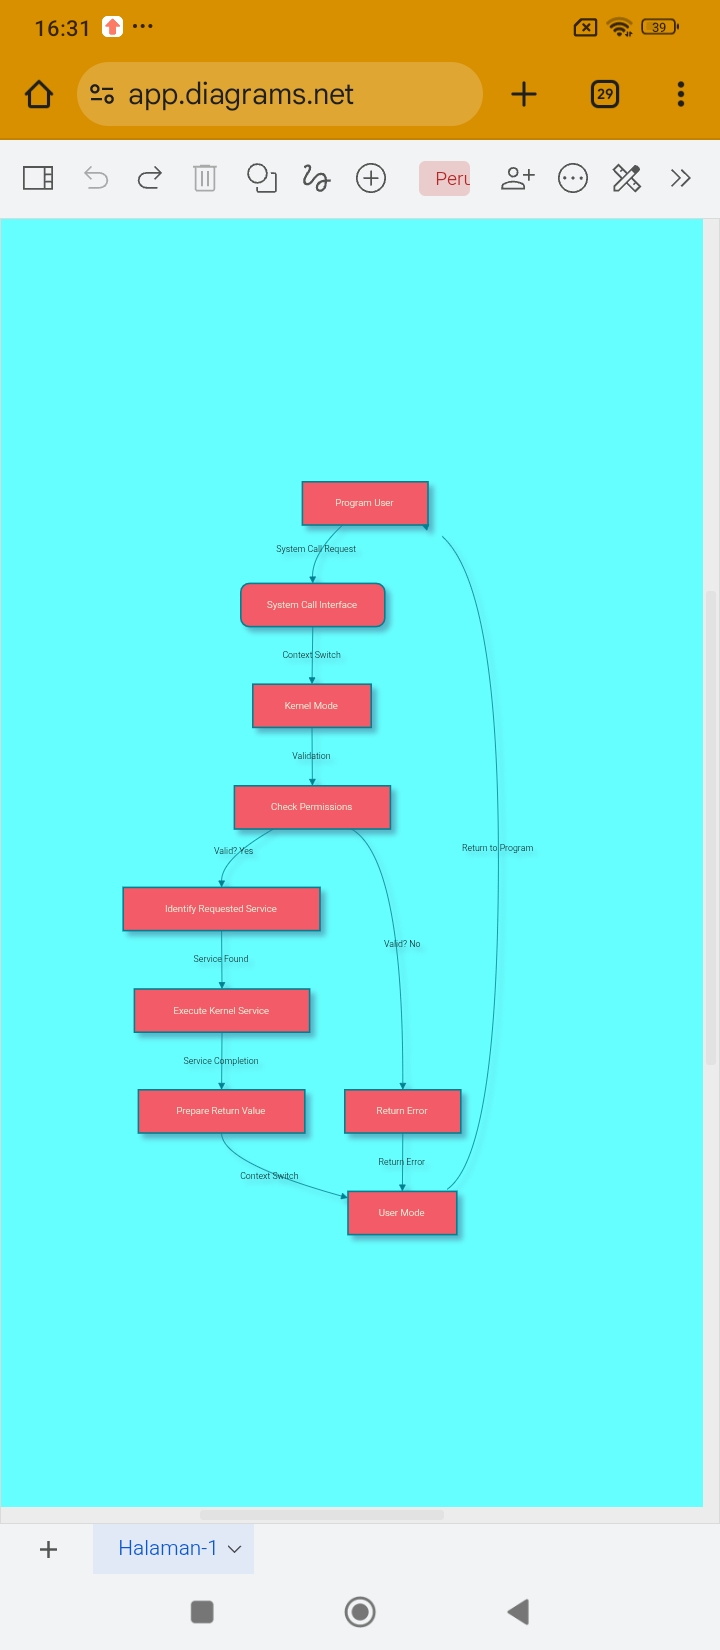 16:31
39
app.diagrams.net
29
Peru
Program User
System Call Request
System Call Interface
Context Switch
Kernel Mode
Validation
Check Permissions
Valid? Yes
Return to Program
Identify Requested Service
Valid? No
Service Found
Execute Kernel Service
Service Completion
Prepare Return Value
Return Error
Return Error
Context Switch
User Mode
Halaman-1